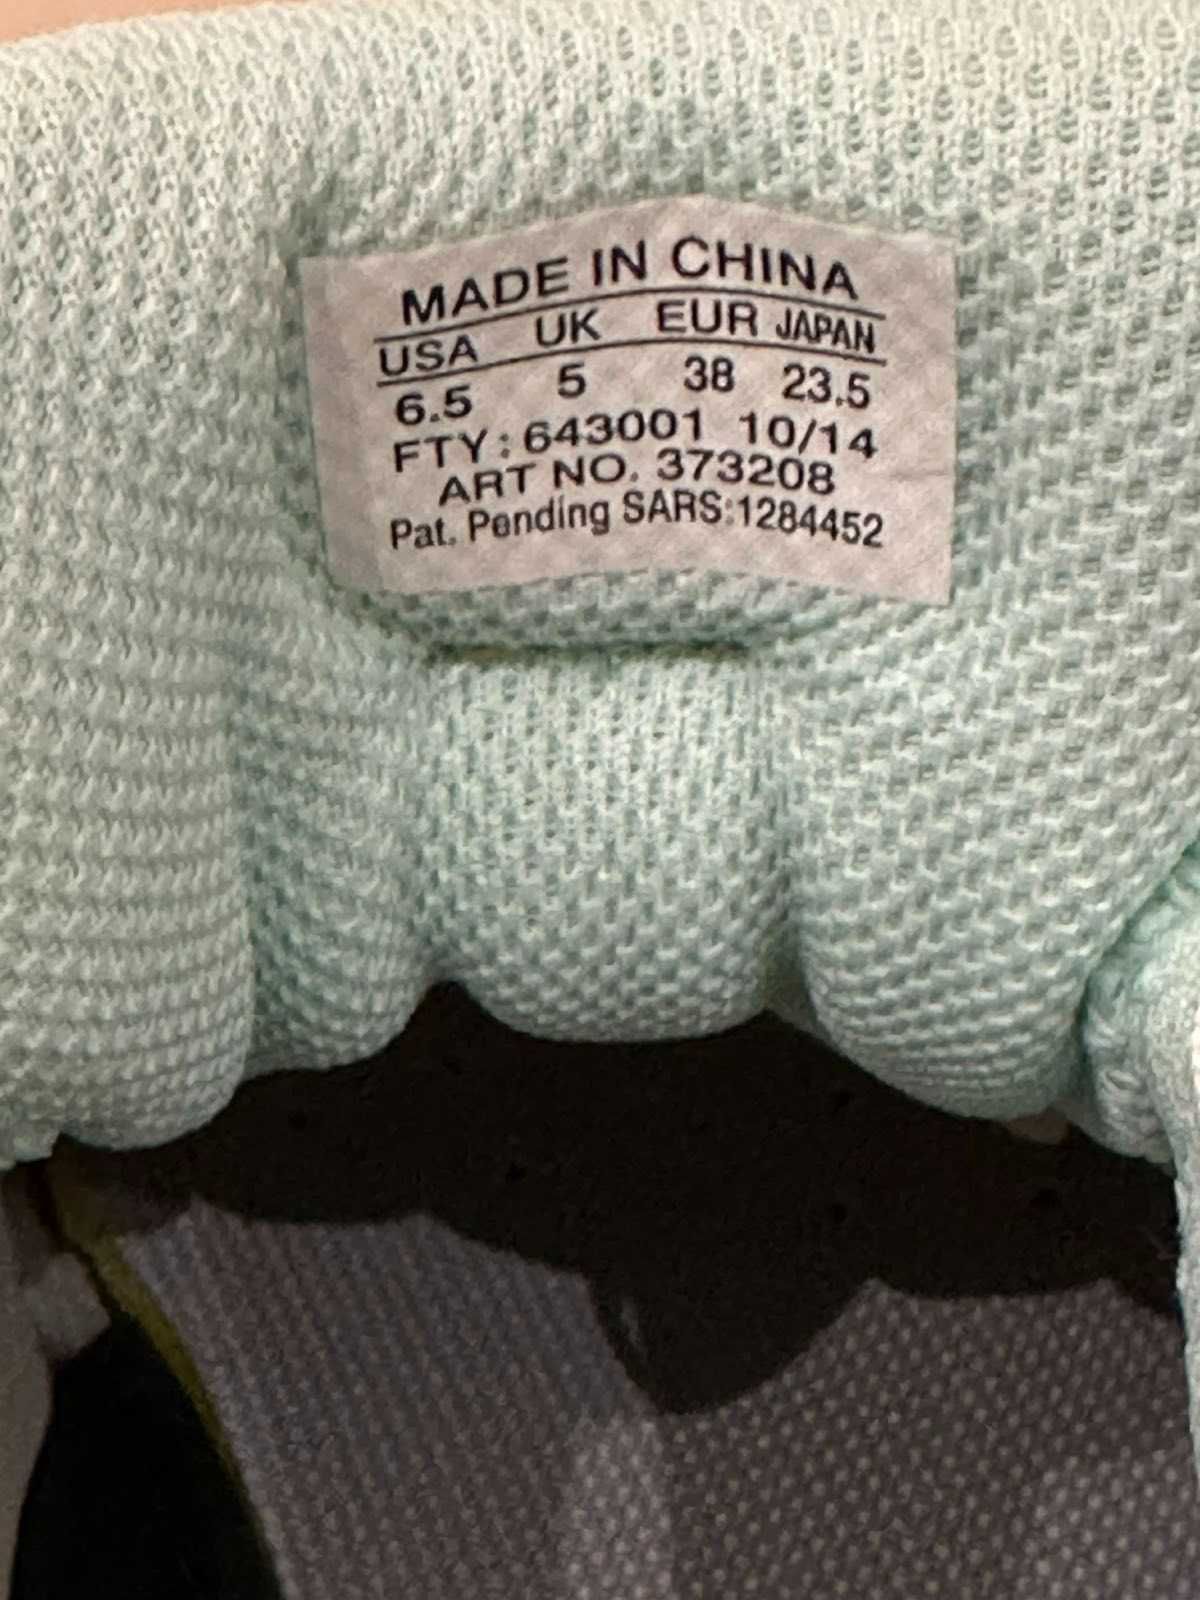 MADE IN CHINA
USA UK EUR JAPAN
6.5 5 38 23.5
FTY: 643001 10/14
ART NO. 373208
Pat. Pending SARS:1284452